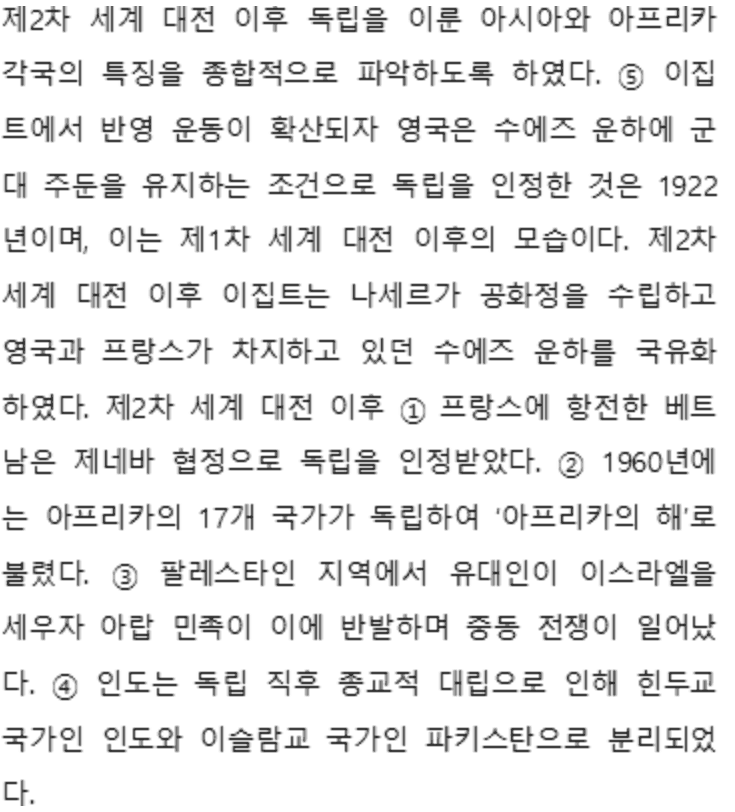 제2차 세계 대전 이후 독립을 이룬 아시아와 아프리카
각국의 특징을 종합적으로 파악하도록 하였다. ⑤ 이집
트에서 반영 운동이 확산되자 영국은 수에즈 운하에 군
대 주둔을 유지하는 조건으로 독립을 인정한 것은 1922
년이며, 이는 제1차 세계 대전 이후의 모습이다. 제2차
세계 대전 이후 이집트는 나세르가 공화정을 수립하고
영국과 프랑스가 차지하고 있던 수에즈 운하를 국유화
하였다. 제2차 세계 대전 이후 ① 프랑스에 항전한 베트
남은 제네바 협정으로 독립을 인정받았다. ② 1960년에
는 아프리카의 17개 국가가 독립하여 ‘아프리카의 해’로
불렸다. ③ 팔레스타인 지역에서 유대인이 이스라엘을
세우자 아랍 민족이 이에 반발하며 중동 전쟁이 일어났
다. ④ 인도는 독립 직후 종교적 대립으로 인해 힌두교
국가인 인도와 이슬람교 국가인 파키스탄으로 분리되었
다.